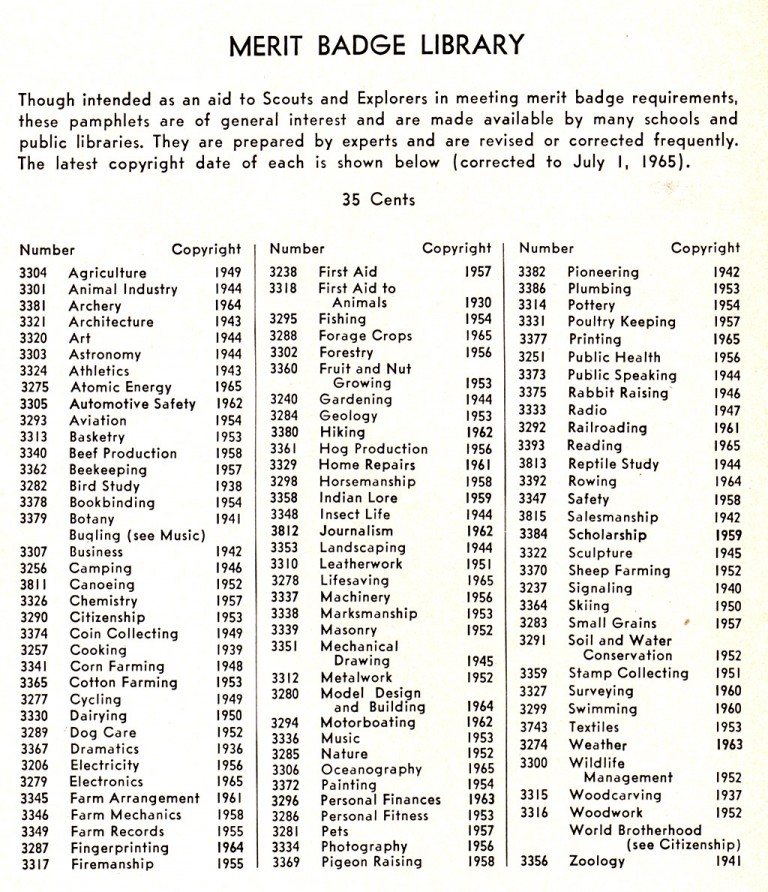 MERIT BADGE LIBRARY
Though intended as an aid to Scouts and Explorers in meeting merit badge requirements,
these pamphlets are of general interest and are made available by many schools and
public libraries. They are prepared by experts and are revised or corrected frequently.
The latest copyright date of each is shown below (corrected to July 1, 1965).
35 Cents
Number Copyright
3304 Agriculture 1949
3301 Animal Industry 1944
3381 Archery 1964
3321 Architecture 1943
3320 Art 1944
3303 Astronomy 1944
3324 Athletics 1943
3275 Atomic Energy 1965
3305 Automotive Safety 1962
3293 Aviation 1954
3313 Basketry 1953
3340 Beef Production 1958
3362 Beekeeping 1957
3282 Bird Study 1938
3378 Bookbinding 1954
3379 Botany 1941
Bugling (see Music)
3307 Business 1942
3256 Camping 1946
3811 Canoeing 1952
3326 Chemistry 1957
3290 Citizenship 1953
3374 Coin Collecting 1949
3257 Cooking 1939
3341 Corn Farming 1948
3365 Cotton Farming 1953
3277 Cycling 1949
3330 Dairying 1950
3289 Dog Care 1952
3367 Dramatics 1936
3206 Electricity 1956
3279 Electronics 1965
3345 Farm Arrangement 1961
3346 Farm Mechanics 1958
3349 Farm Records 1955
3287 Fingerprinting 1964
3317 Firemanship 1955
Number Copyright
3238 First Aid 1957
3318 First Aid to
Animals 1930
3295 Fishing 1954
3288 Forage Crops 1965
3302 Forestry 1956
3360 Fruit and Nut
Growing 1953
3240 Gardening 1944
3284 Geology 1953
3380 Hiking 1962
3361 Hog Production 1956
3329 Home Repairs 1961
3298 Horsemanship 1958
3358 Indian Lore 1959
3348 Insect Life 1944
3812 Journalism 1962
3353 Landscaping 1944
3310 Leatherwork 1951
3278 Lifesaving 1965
3337 Machinery 1956
3338 Marksmanship 1953
3339 Masonry 1952
3351 Mechanical
Drawing 1945
3312 Metalwork 1952
3280 Model Design
and Building 1964
3294 Motorboating 1962
3336 Music 1953
3285 Nature 1952
3306 Oceanography 1965
3372 Painting 1954
3296 Personal Finances 1963
3286 Personal Fitness 1953
3281 Pets 1957
3334 Photography 1956
3369 Pigeon Raising 1958
Number Copyright
3382 Pioneering 1942
3386 Plumbing 1953
3314 Pottery 1954
3331 Poultry Keeping 1957
3377 Printing 1965
3251 Public Health 1956
3373 Public Speaking 1944
3375 Rabbit Raising 1946
3333 Radio 1947
3292 Railroading 1961
3393 Reading 1965
3813 Reptile Study 1944
3392 Rowing 1964
3347 Safety 1958
3815 Salesmanship 1942
3384 Scholarship 1959
3322 Sculpture 1945
3370 Sheep Farming 1952
3237 Signaling 1940
3364 Skiing 1950
3283 Small Grains 1957
3291 Soil and Water
Conservation 1952
3359 Stamp Collecting 1951
3327 Surveying 1960
3299 Swimming 1960
3743 Textiles 1953
3274 Weather 1963
3300 Wildlife
Management 1952
3315 Woodcarving 1937
3316 Woodwork 1952
World Brotherhood
(see Citizenship)
3356 Zoology 1941